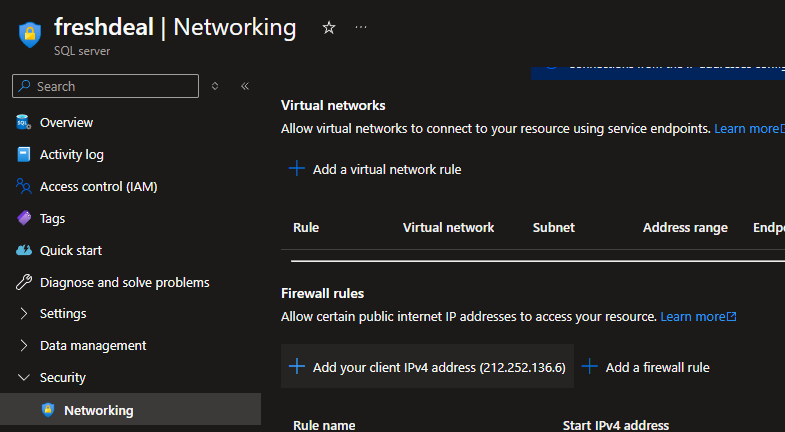 freshdeal | Networking
SQL server
Search
Overview
Activity log
Access control (IAM)
Tags
Quick start
Diagnose and solve problems
Settings
Data management
Security
Networking
Virtual networks
Allow virtual networks to connect to your resource using service endpoints. Learn more
Add a virtual network rule
Rule Virtual network Subnet Address range Endp
Firewall rules
Allow certain public internet IP addresses to access your resource. Learn more
Add your client IPv4 address (212.252.136.6) Add a firewall rule
Rule name Start IPv4 address